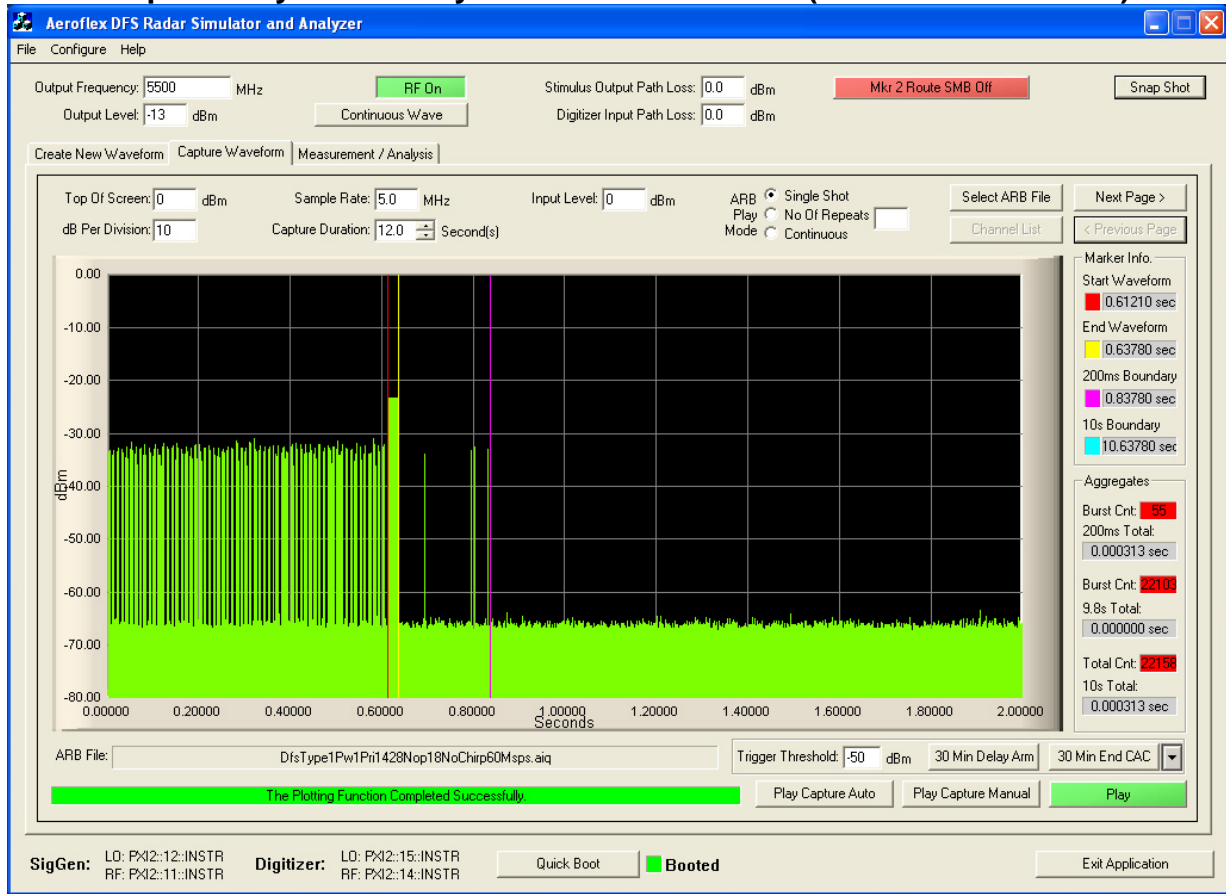 Aeroflex DFS Radar Simulator and Analyzer
File Configure Help
Output Frequency: 5500 MHz
RF On
Stimulus Output Path Loss: 0.0 dBm
Mkr 2 Route SMB Off
Snap Shot
Output Level: -13 dBm
Continuous Wave
Digitizer Input Path Loss: 0.0 dBm
Create New Waveform Capture Waveform Measurement / Analysis
Top Of Screen: 0 dBm
Sample Rate: 5.0 MHz
Input Level: 0 dBm
ARB Play Mode
Single Shot
No Of Repeats
Continuous
Select ARB File
Next Page >
dB Per Division: 10
Capture Duration: 12.0 Second(s)
Channel List
< Previous Page
0.00
-10.00
-20.00
-30.00
-40.00
-50.00
-60.00
-70.00
-80.00
dBm
0.00000 0.20000 0.40000 0.60000 0.80000 1.00000 1.20000 1.40000 1.60000 1.80000 2.00000
Seconds
Marker Info.
Start Waveform
0.61210 sec
End Waveform
0.63780 sec
200ms Boundary
0.83780 sec
10s Boundary
10.63780 sec
Aggregates
Burst Cnt: 55
200ms Total:
0.000313 sec
Burst Cnt: 22103
9.8s Total:
0.000000 sec
Total Cnt: 22158
10s Total:
0.000313 sec
ARB File: DfsType1Pw1Pri1428Nop18NoChirp60Msps.aiq
Trigger Threshold: -50 dBm
30 Min Delay Arm
30 Min End CAC
The Plotting Function Completed Successfully.
Play Capture Auto
Play Capture Manual
Play
SigGen: LO: PXI2::12::INSTR
RF: PXI2::11::INSTR
Digitizer: LO: PXI2::15::INSTR
RF: PXI2::14::INSTR
Quick Boot
Booted
Exit Application